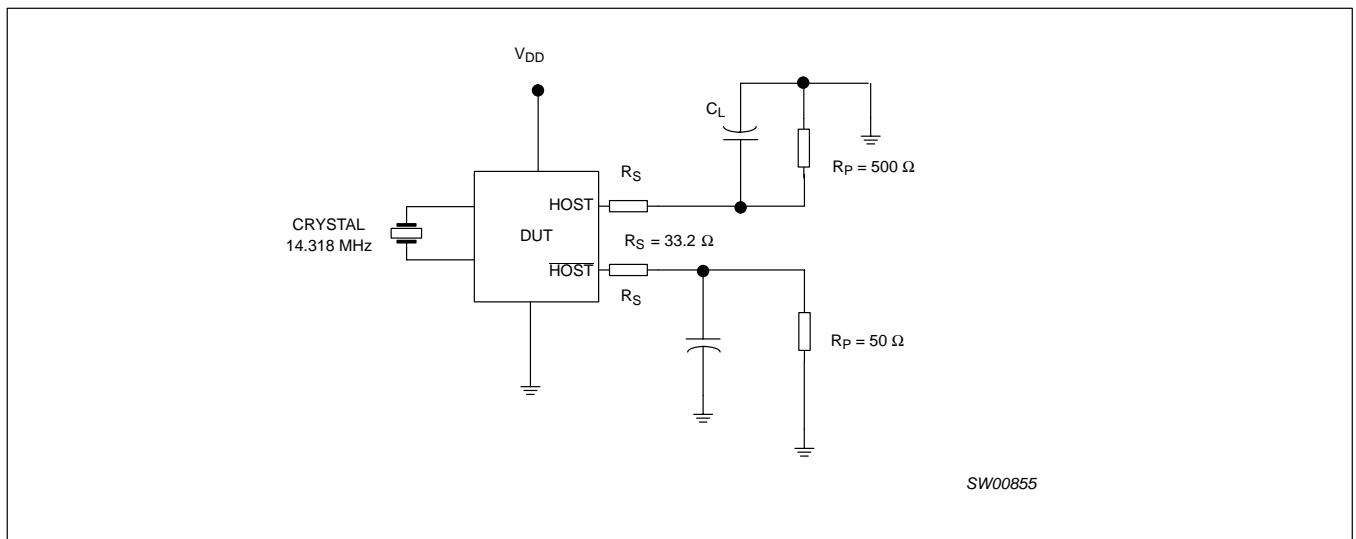 VDD
CL
RP = 500 Ω
RS
HOST
CRYSTAL
14.318 MHz
DUT
RS = 33.2 Ω
HOST
RS
RP = 50 Ω
SW00855